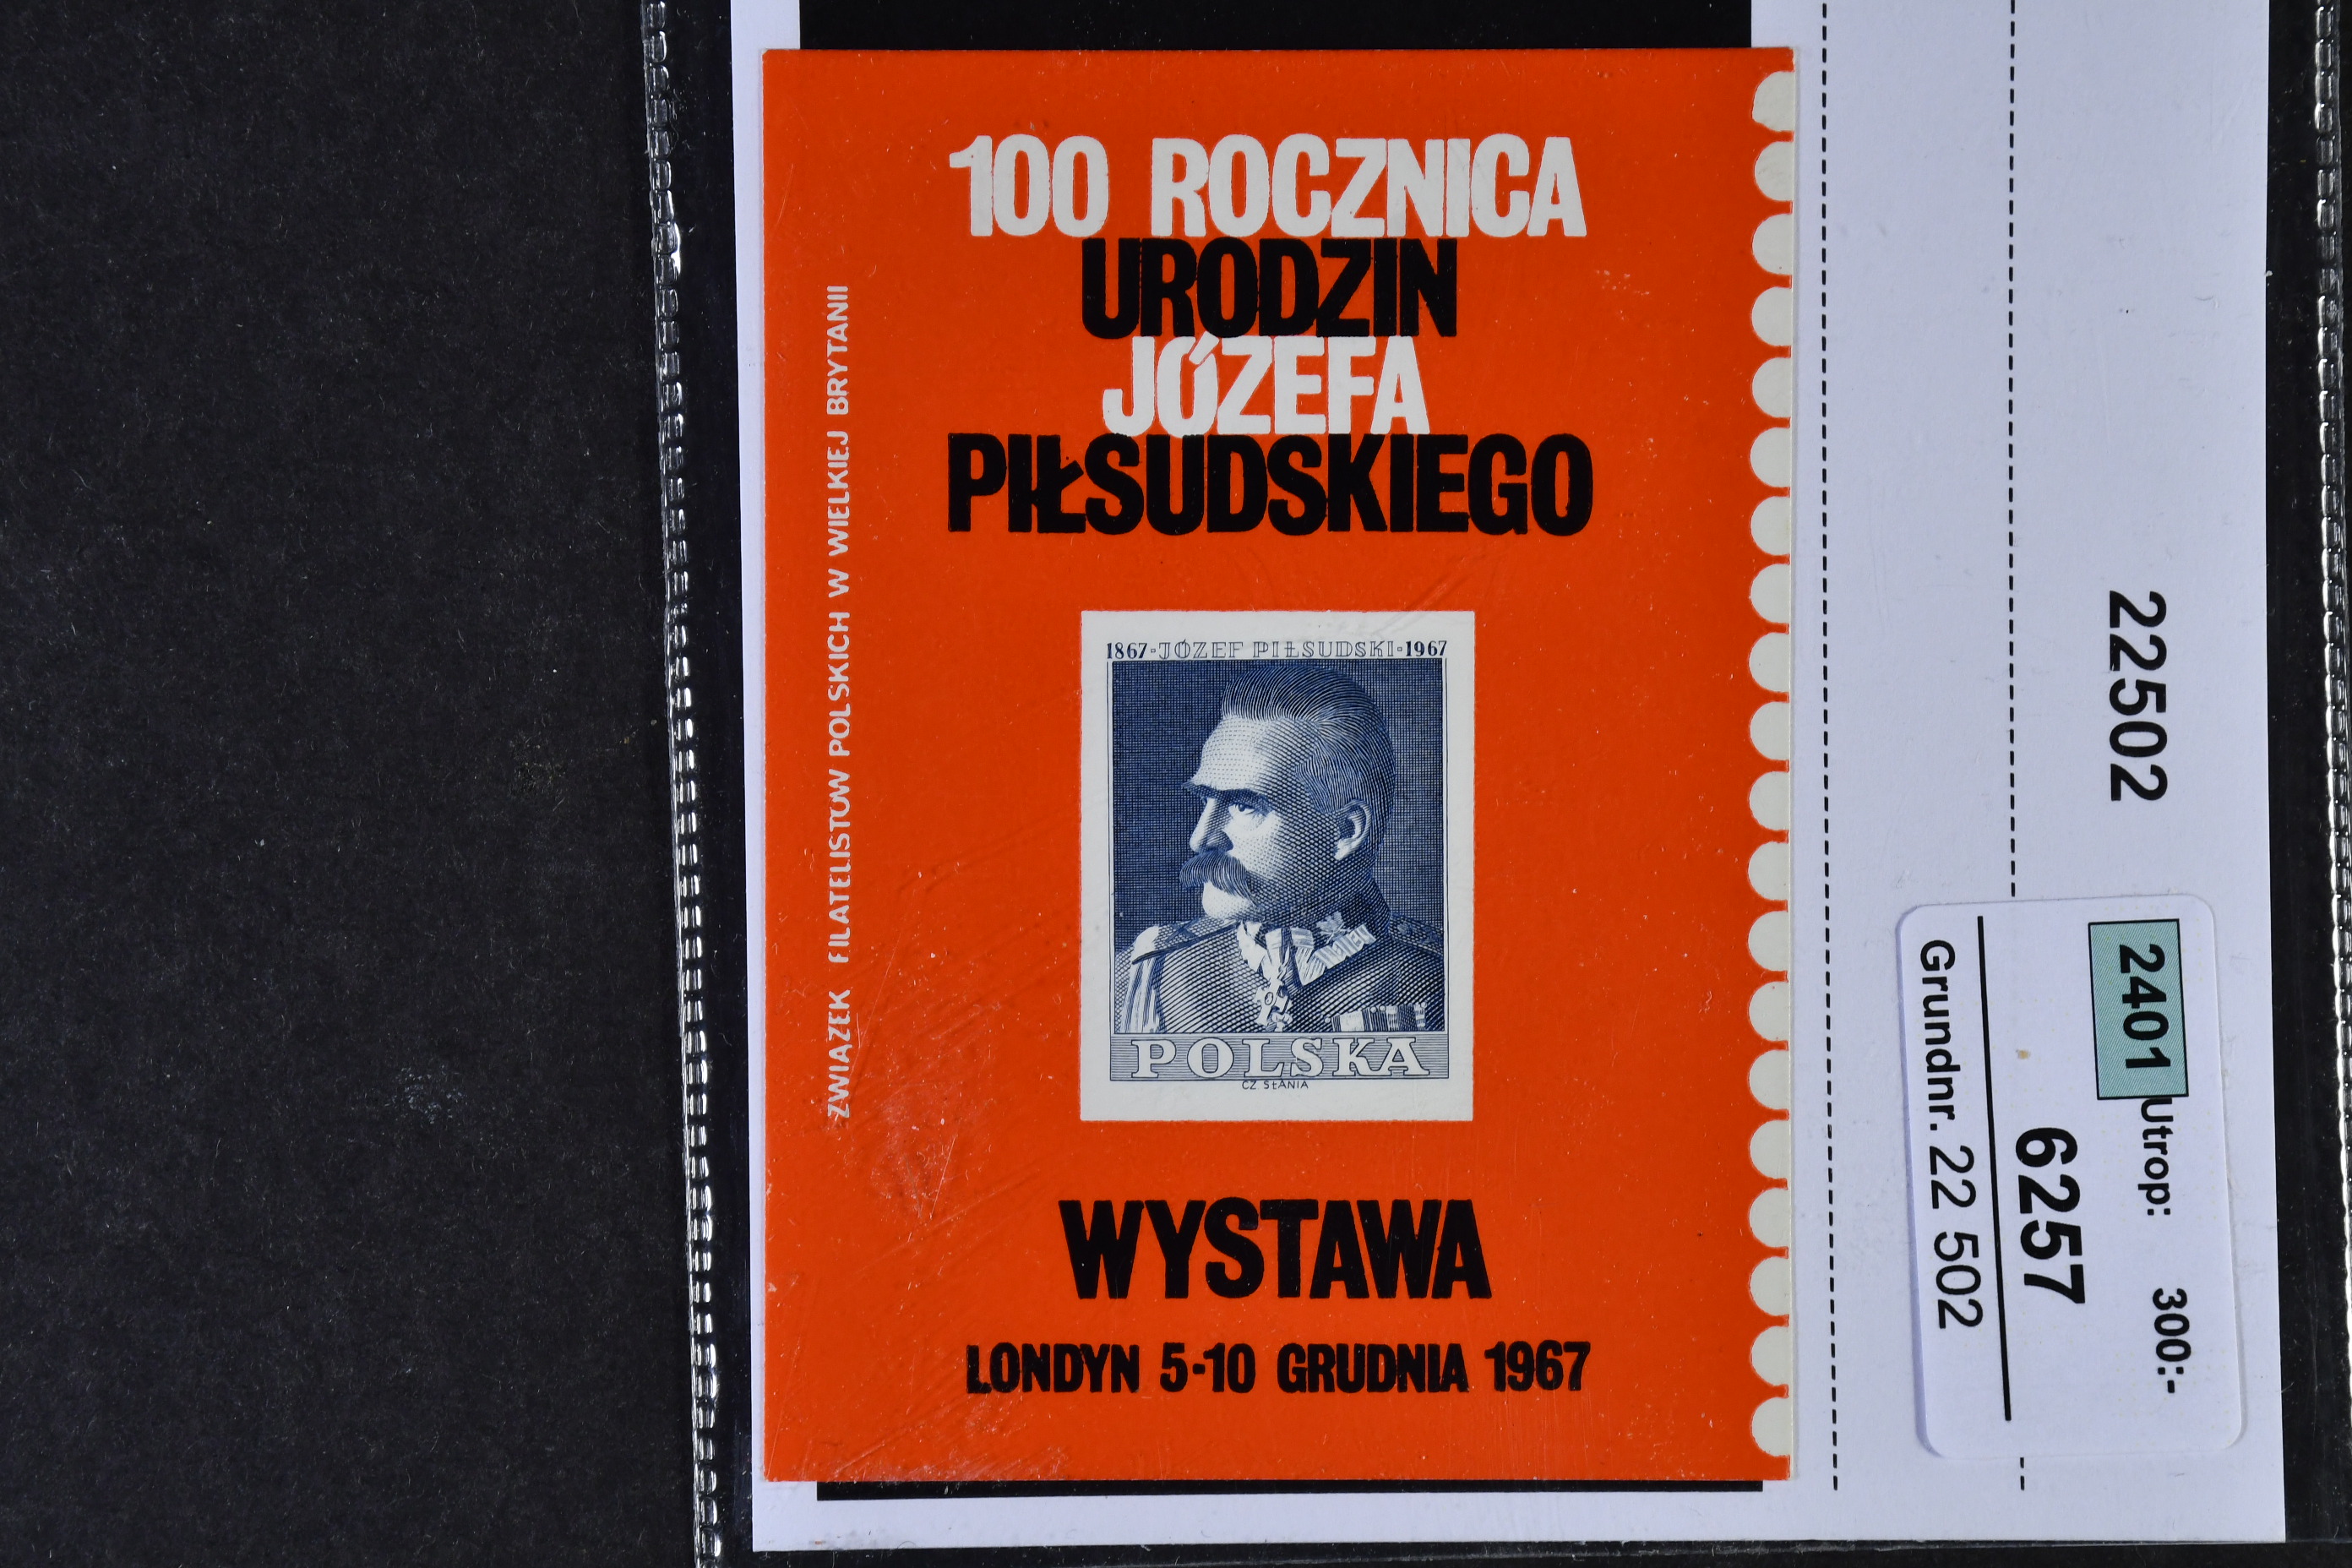 100 ROCZNICA
URODZIN
JÓZEFA
PIŁSUDSKIEGO
ZWIĄZEK FILATELISTÓW POLSKICH W WIELKIEJ BRYTANII
1867-JÓZEF PIŁSUDSKI-1967
POLSKA
CZ SŁANIA
WYSTAWA
LONDYN 5-10 GRUDNIA 1967
22502
2401 Utrop: 300:-
6257
Grundnr. 22 502